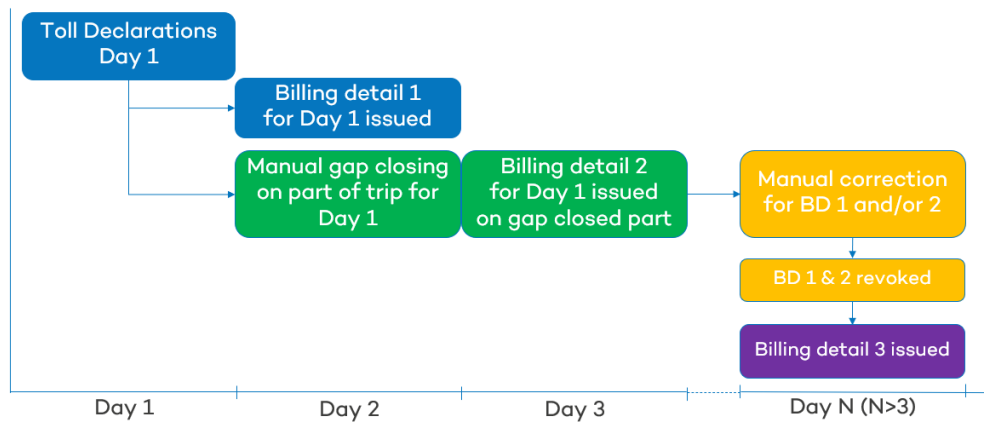 Toll Declarations
Day 1
Billing detail 1
for Day 1 issued
Manual gap closing
on part of trip for
Day 1
Billing detail 2
for Day 1 issued
on gap closed part
Manual correction
for BD 1 and/or 2
BD 1 & 2 revoked
Billing detail 3 issued
Day 1
Day 2
Day 3
Day N (N>3)